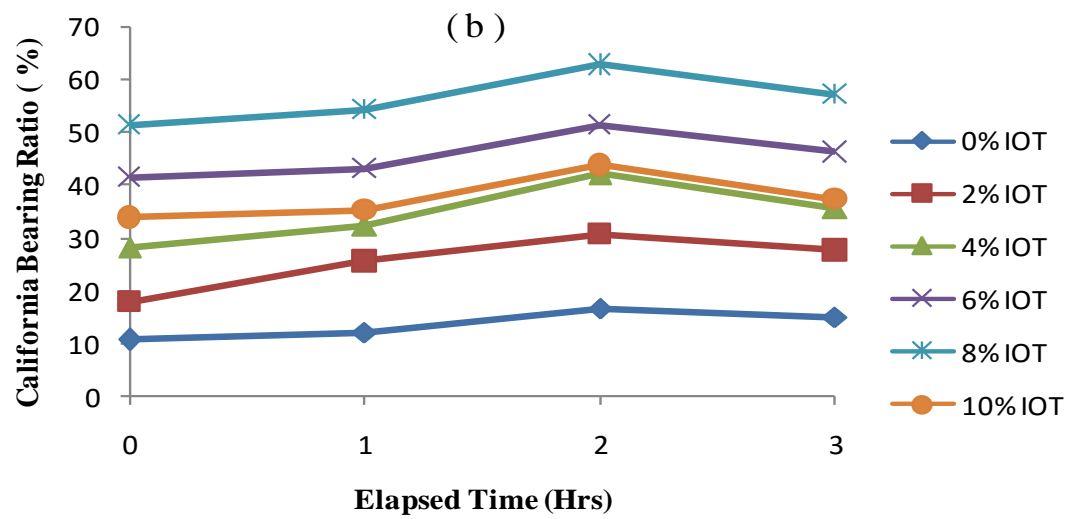 ( b )
California Bearing Ratio ( %)
70
60
50
40
30
20
10
0
0 1 2 3
Elapsed Time (Hrs)
0% IOT
2% IOT
4% IOT
6% IOT
8% IOT
10% IOT